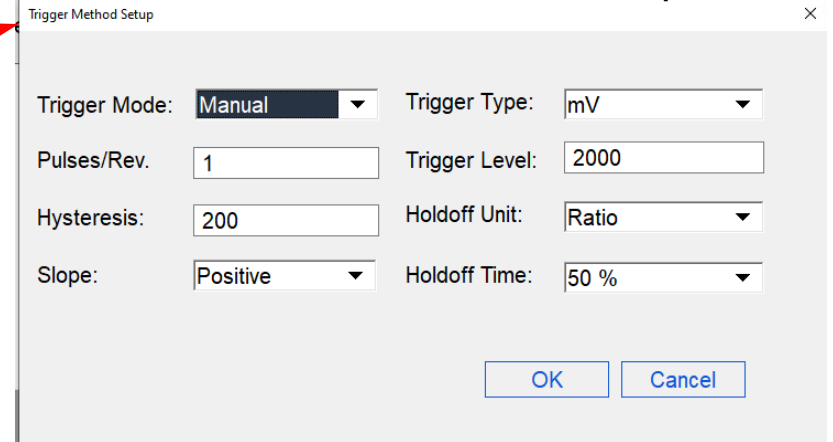 Trigger Method Setup
Trigger Mode: Manual Trigger Type: mV
Pulses/Rev. 1 Trigger Level: 2000
Hysteresis: 200 Holdoff Unit: Ratio
Slope: Positive Holdoff Time: 50 %
OK Cancel